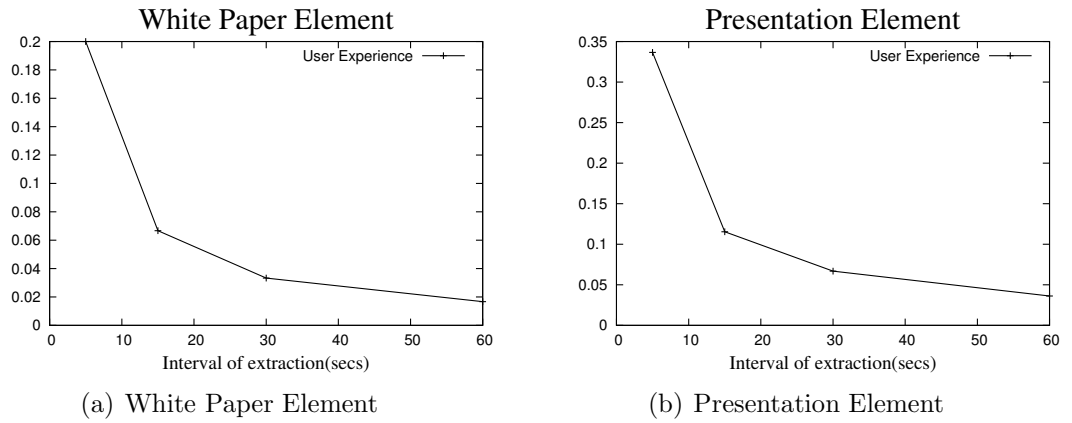 White Paper Element
0.2
0.18
0.16
0.14
0.12
0.1
0.08
0.06
0.04
0.02
0
0 10 20 30 40 50 60
User Experience
Interval of extraction(secs)
(a) White Paper Element
Presentation Element
0.35
0.3
0.25
0.2
0.15
0.1
0.05
0
0 10 20 30 40 50 60
User Experience
Interval of extraction(secs)
(b) Presentation Element